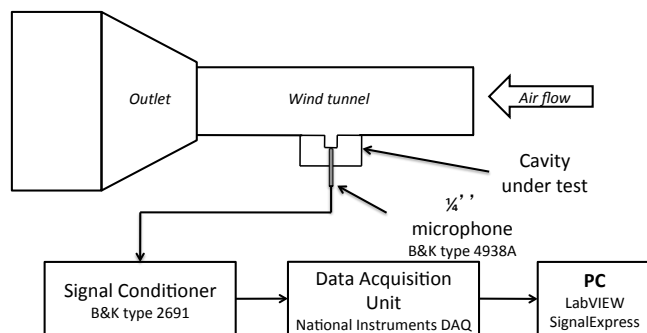 Outlet
Wind tunnel
Air flow
Cavity
under test
¼’ ’
microphone
B&K type 4938A
Signal Conditioner
B&K type 2691
Data Acquisition
Unit
National Instruments DAQ
PC
LabVIEW
SignalExpress